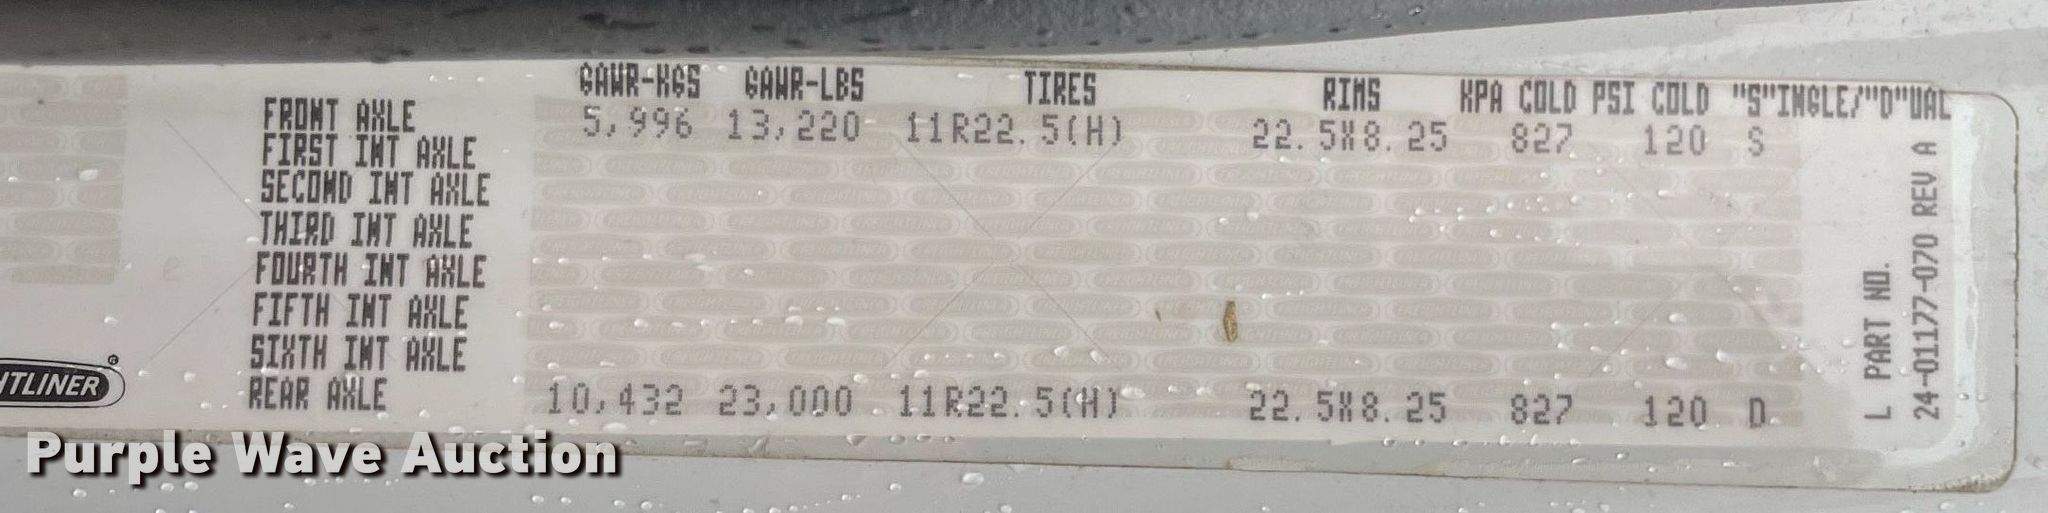 GAWR-KGS GAWR-LBS TIRES RIMS KPA COLD PSI COLD "S"INGLE/"D"UAL
FRONT AXLE 5,996 13,220 11R22.5(H) 22.5X8.25 827 120 S
FIRST INT AXLE
SECOND INT AXLE
THIRD INT AXLE
FOURTH INT AXLE
FIFTH INT AXLE
SIXTH INT AXLE
REAR AXLE 10,432 23,000 11R22.5(H) 22.5X8.25 827 120 D
L PART NO.
24-01177-070 REV A
HTLINER®
Purple Wave Auction